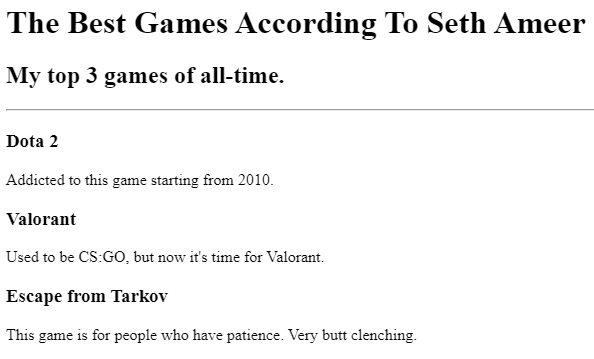 The Best Games According To Seth Ameer
My top 3 games of all-time.
Dota 2
Addicted to this game starting from 2010.
Valorant
Used to be CS:GO, but now it's time for Valorant.
Escape from Tarkov
This game is for people who have patience. Very butt clenching.